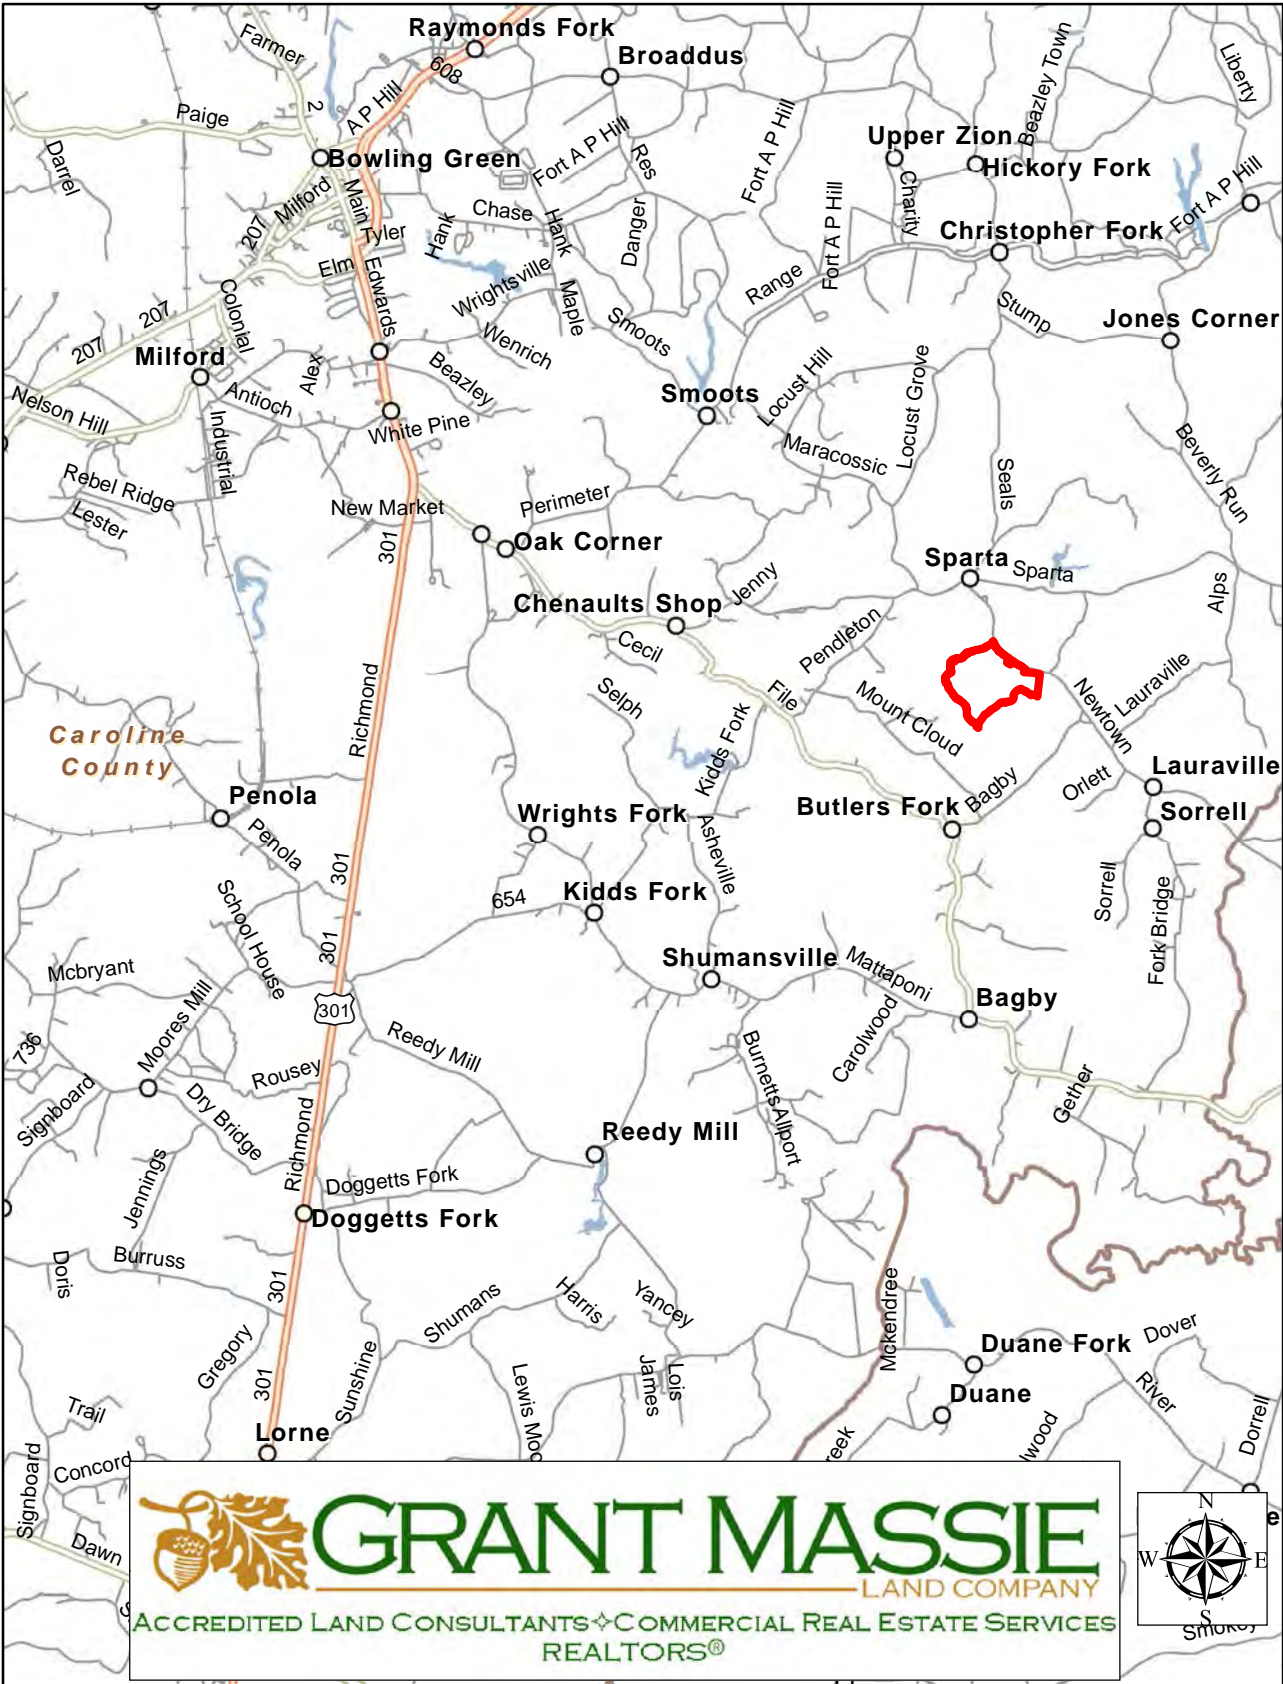 Raymonds Fork
Farmer
Broaddus
608
Liberty
Beazley Town
2
A P Hill
Paige
Fort A P Hill
Fort A P Hill
Upper Zion
Darrel
Bowling Green
Res
Hickory Fork
Charity
Fort A P Hill
Milford
Main
Chase
Hank
Hank
Danger
Fort A P Hill
Christopher Fork
207
Tyler
Elm
Edwards
Wrightsville
Maple
Range
Colonial
207
Stump
Jones Corner
Smoots
Wenrich
207
Milford
Alex
Beazley
Locust Hill
Locust Grove
Antioch
Smoots
Nelson Hill
White Pine
Industrial
Maracossic
Beverly Run
Seals
Rebel Ridge
Perimeter
New Market
Lester
301
Oak Corner
Sparta
Sparta
Jenny
Alps
Chenaults Shop
Pendleton
Cecil
Richmond
Selph
File
Mount Cloud
Newtown
Lauraville
Kidds Fork
Caroline
County
Lauraville
Orlett
Bagby
Penola
Wrights Fork
Butlers Fork
Sorrell
Penola
Asheville
301
School House
Kidds Fork
654
Sorrell
Fork Bridge
301
Shumansville
Mattaponi
Mcbryant
Bagby
301
Moores Mill
Carolwood
736
Reedy Mill
Burnetts
Rousey
Gether
Signboard
Dry Bridge
Richmond
Allport
Reedy Mill
Jennings
Doggetts Fork
Doggetts Fork
Burruss
Doris
301
Harris
Yancey
Mckendree
Shumans
Dover
Gregory
Duane Fork
Sunshine
James
Lois
301
Lewis Moo
River
Duane
Trail
Dorrell
Lorne
reek
lwood
Concord
Signboard
Dawn
GRANT MASSIE
LAND COMPANY
ACCREDITED LAND CONSULTANTS✧COMMERCIAL REAL ESTATE SERVICES
REALTORS®
N
e
W
E
S
Smokey